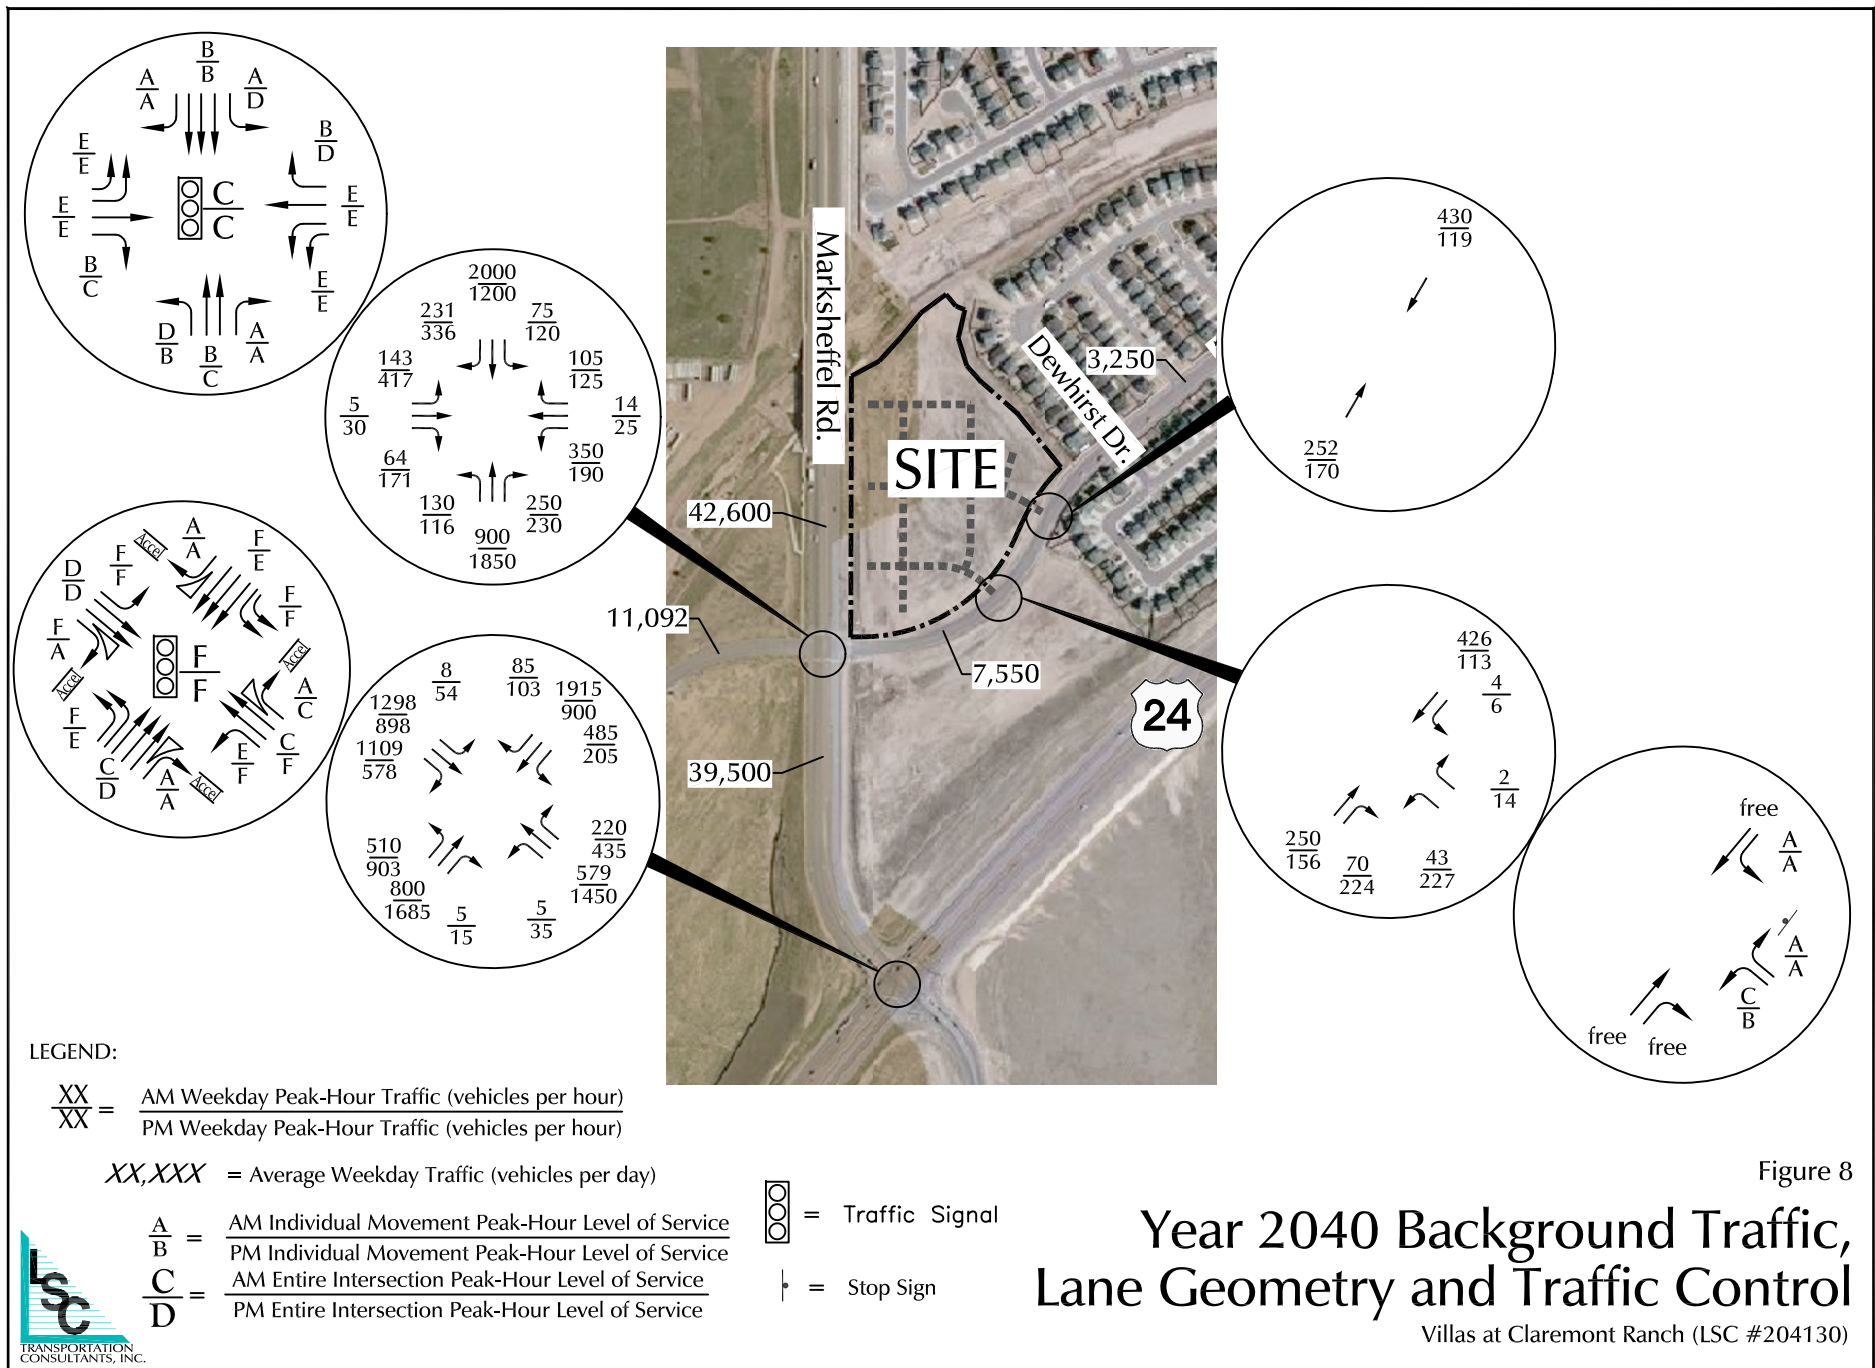 B
B
A
A
A
D
B
D
E
E
E
E
B
C
C
C
E
E
E
E
D
B
B
C
A
A
2000
1200
231
336
75
120
143
417
105
125
5
30
14
25
64
171
350
190
130
116
250
230
900
1850
Accel
A
A
F
E
F
F
D
D
F
F
F
A
Accel
F
F
Accel
A
C
F
E
C
D
A
A
Accel
E
F
C
F
8
54
85
103
1298
898
1915
900
1109
578
485
205
510
903
220
435
800
1685
579
1450
5
15
5
35
Marksheffel Rd.
Dewhirst Dr.
3,250
SITE
42,600
11,092
7,550
24
39,500
430
119
252
170
426
113
4
6
2
14
250
156
70
224
43
227
free
A
A
A
A
C
B
free
free
LEGEND:
XX
XX
=
AM Weekday Peak-Hour Traffic (vehicles per hour)
PM Weekday Peak-Hour Traffic (vehicles per hour)
XX,XXX = Average Weekday Traffic (vehicles per day)
A
B
=
AM Individual Movement Peak-Hour Level of Service
PM Individual Movement Peak-Hour Level of Service
C
D
=
AM Entire Intersection Peak-Hour Level of Service
PM Entire Intersection Peak-Hour Level of Service
= Traffic Signal
= Stop Sign
LSC
TRANSPORTATION
CONSULTANTS, INC.
Figure 8
Year 2040 Background Traffic,
Lane Geometry and Traffic Control
Villas at Claremont Ranch (LSC #204130)